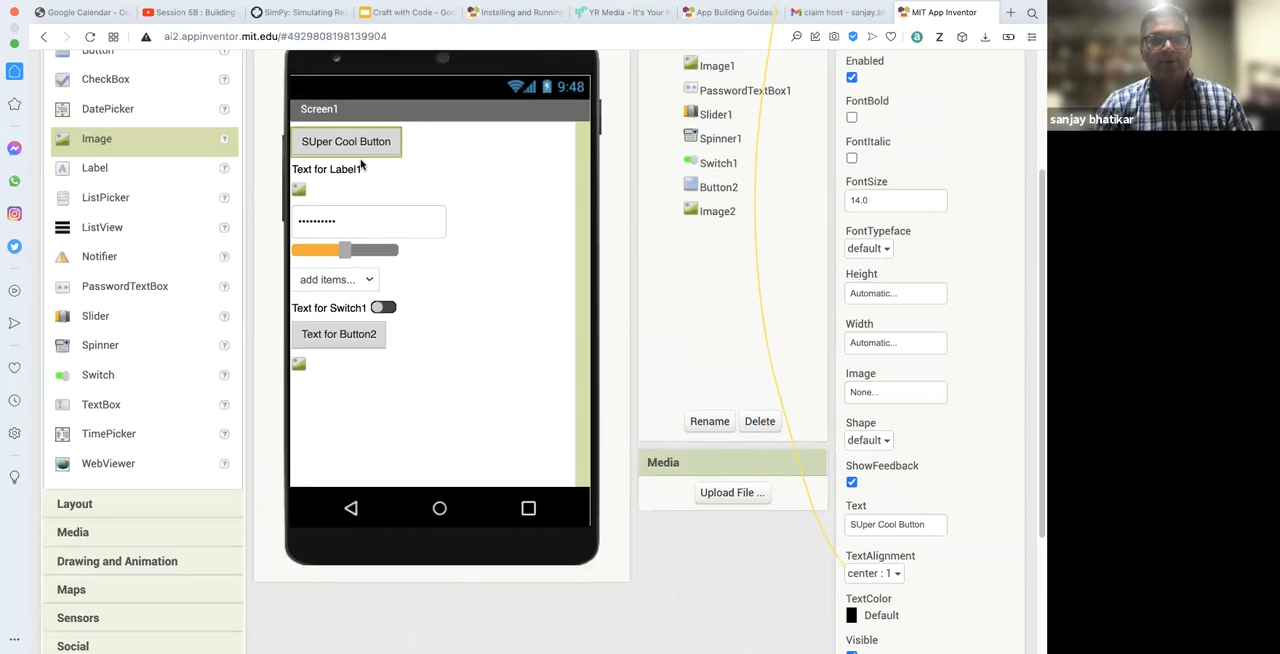 Google Calendar - Oc
Session 5B : Building
SimPy: Simulating Re
Craft with Code - Goo
Installing and Runnin
YR Media - It's Your M
App Building Guides
claim host - sanjay.bh
MIT App Inventor
ai2.appinventor.mit.edu/#4929808198139904
Button
CheckBox
DatePicker
Image
Label
ListPicker
ListView
Notifier
PasswordTextBox
Slider
Spinner
Switch
TextBox
TimePicker
WebViewer
Layout
Media
Drawing and Animation
Maps
Sensors
Social
9:48
Screen1
SUper Cool Button
Text for Label1
••••••••••
add items...
Text for Switch1
Text for Button2
Image1
PasswordTextBox1
Slider1
Spinner1
Switch1
Button2
Image2
Rename
Delete
Media
Upload File ...
Enabled
FontBold
FontItalic
FontSize
14.0
FontTypeface
default
Height
Automatic...
Width
Automatic...
Image
None...
Shape
default
ShowFeedback
Text
SUper Cool Button
TextAlignment
center : 1
TextColor
Default
Visible
sanjay bhatikar